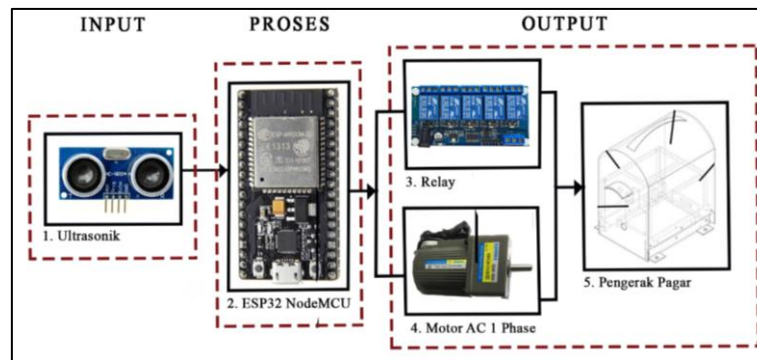 INPUT
PROSES
OUTPUT
1. Ultrasonik
2. ESP32 NodeMCU
3. Relay
4. Motor AC 1 Phase
5. Pengerak Pagar